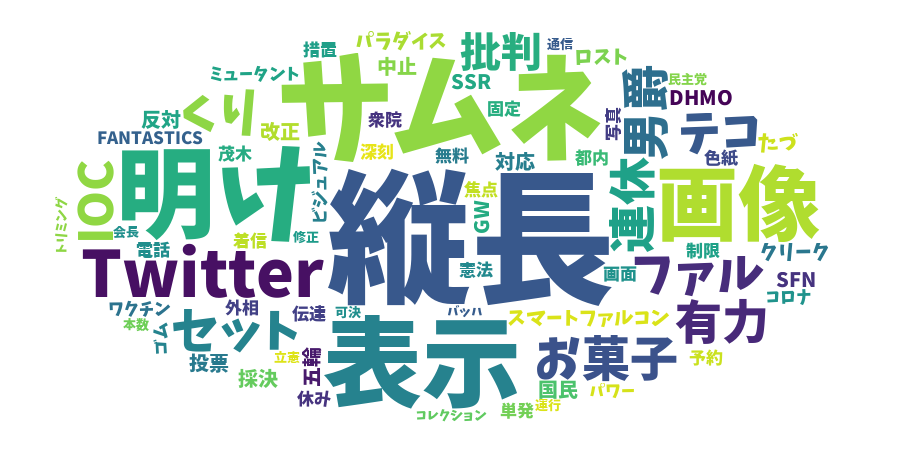 措置
パラダイス
批判
通信
ロスト
ミュータント
サムネ
中止
SSR
男爵
民主党
DHMO
反対
くり
衆院
固定
写真
テコ
たづ
FANTASTICS
改正
茂木
ビジュアル
深刻
無料
対応
都内
色紙
トリミング
IOC
明け
縦長
焦点
GW
連休
画像
会長
電話
着信
修正
憲法
画面
制限
クリーク
Twitter
ファル
SFN
コロナ
ワクチン
本数
ゴム
セット
外相
伝達
可決
バッハ
スマートファルコン
有力
投票
立憲
五輪
表示
お菓子
予約
採決
休み
国民
パワー
コレクション
単発
運行